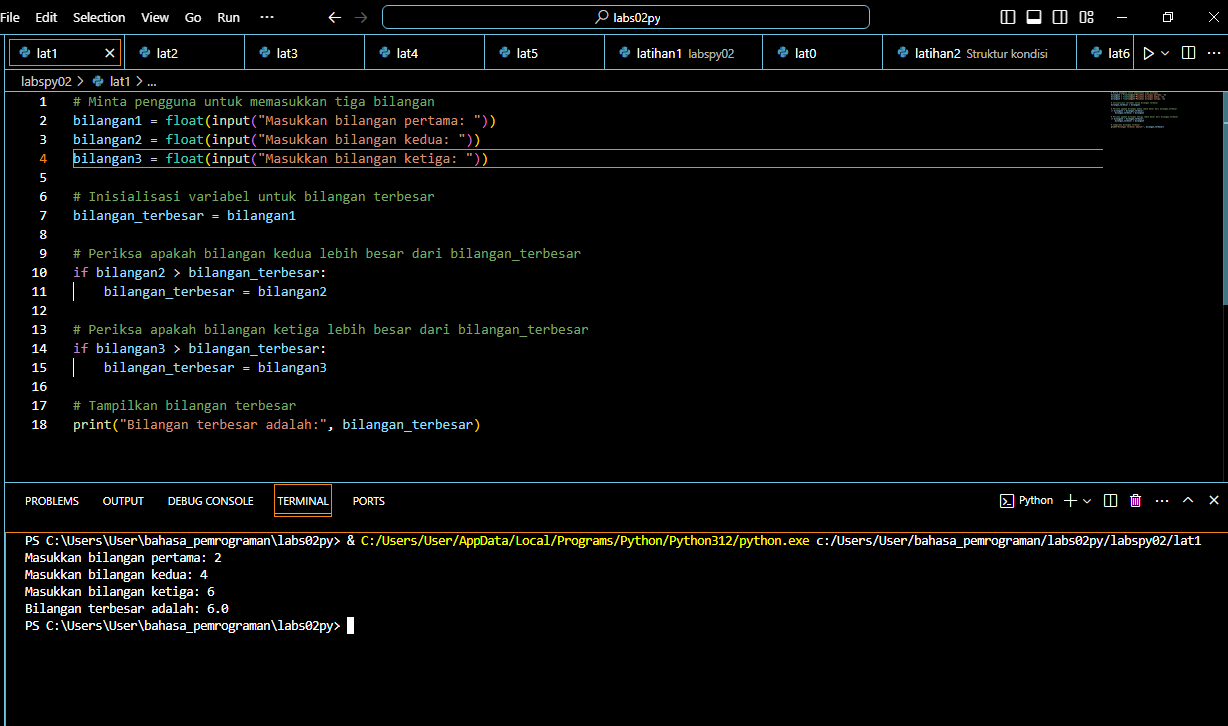 File Edit Selection View Go Run ··· ← → labs02py
lat1 lat2 lat3 lat4 lat5 latihan1 labspy02 lat0 latihan2 Struktur kondisi lat6 ···
labspy02 > lat1 > ...
1 # Minta pengguna untuk memasukkan tiga bilangan
2 bilangan1 = float(input("Masukkan bilangan pertama: "))
3 bilangan2 = float(input("Masukkan bilangan kedua: "))
4 bilangan3 = float(input("Masukkan bilangan ketiga: "))
5
6 # Inisialisasi variabel untuk bilangan terbesar
7 bilangan_terbesar = bilangan1
8
9 # Periksa apakah bilangan kedua lebih besar dari bilangan_terbesar
10 if bilangan2 > bilangan_terbesar:
11     bilangan_terbesar = bilangan2
12
13 # Periksa apakah bilangan ketiga lebih besar dari bilangan_terbesar
14 if bilangan3 > bilangan_terbesar:
15     bilangan_terbesar = bilangan3
16
17 # Tampilkan bilangan terbesar
18 print("Bilangan terbesar adalah:", bilangan_terbesar)
PROBLEMS OUTPUT DEBUG CONSOLE TERMINAL PORTS Python ···
PS C:\Users\User\bahasa_pemrograman\labs02py> & C:/Users/User/AppData/Local/Programs/Python/Python312/python.exe c:/Users/User/bahasa_pemrograman/labs02py/labspy02/lat1
Masukkan bilangan pertama: 2
Masukkan bilangan kedua: 4
Masukkan bilangan ketiga: 6
Bilangan terbesar adalah: 6.0
PS C:\Users\User\bahasa_pemrograman\labs02py>